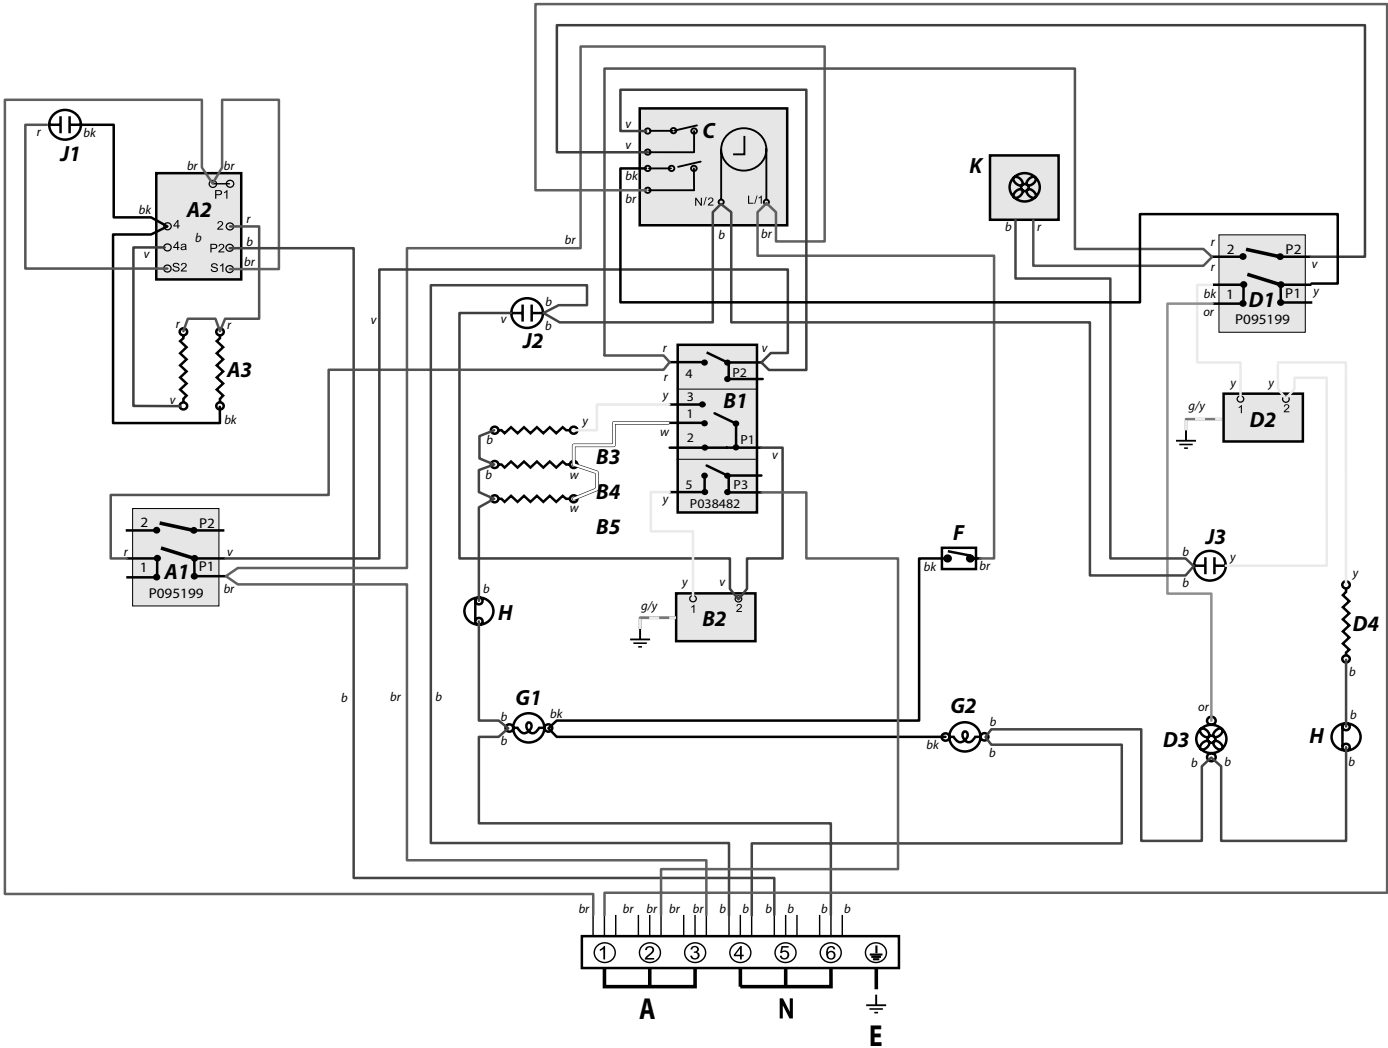 r
bk
J1
br
br
P1
A2
bk
4
2
r
b
4a
v
P2
b
S2
S1
br
r
r
A3
v
bk
v
v
C
bk
br
N/2
L/1
b
br
br
K
b
r
r
2
P2
r
v
bk
1
D1
P1
y
or
P095199
b
v
b
J2
v
r
v
r
4
P2
y
3
B1
1
w
2
P1
v
5
P3
y
P038482
b
y
B3
b
w
B4
w
B5
y
y
1
2
D2
g/y
2
P2
r
v
1
A1
P1
br
P095199
F
bk
br
b
J3
y
b
b
H
y
v
1
2
B2
g/y
y
D4
b
b
br
b
G1
b
bk
b
G2
b
bk
b
or
D3
b
b
b
H
b
br
br
br
br
br
b
b
b
b
b
b
1
2
3
4
5
6
A
N
E